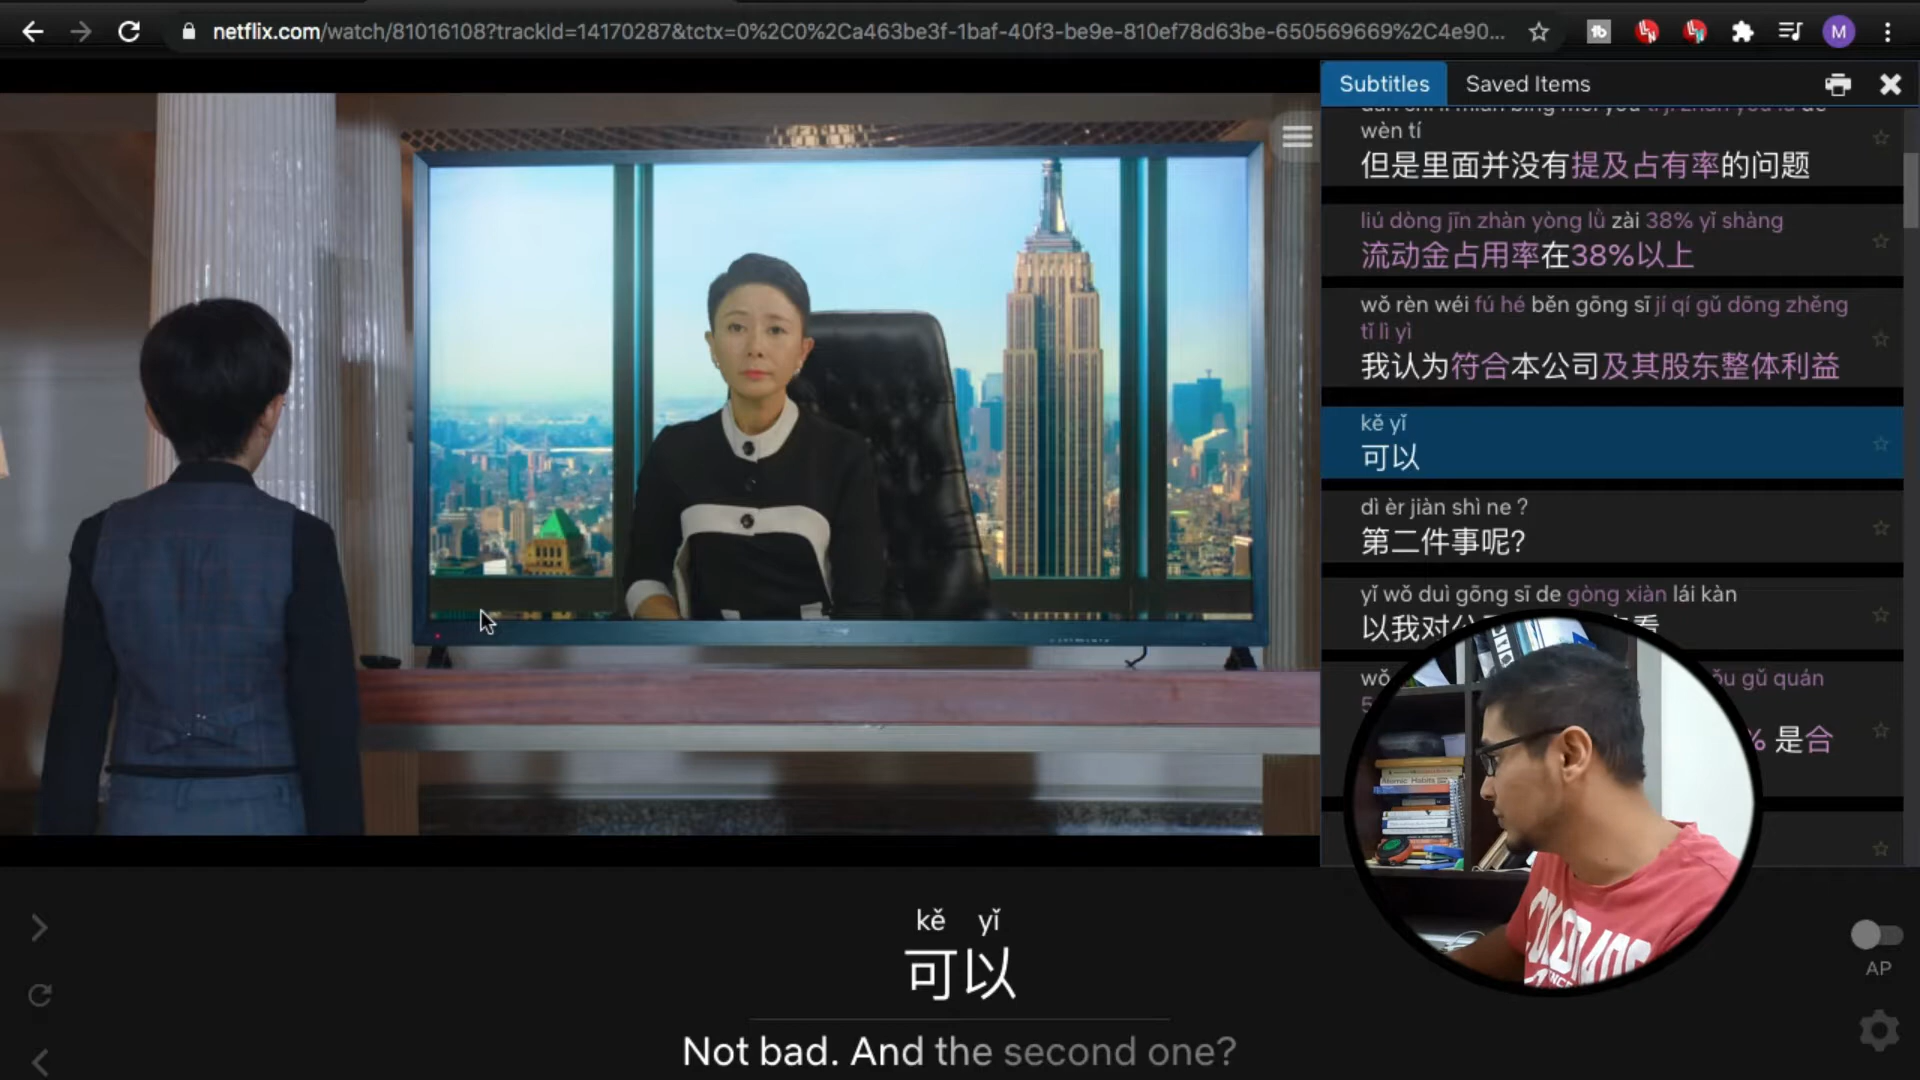 netflix.com/watch/81016108?trackId=14170287&tctx=0%2C0%2Ca463be3f-1baf-40f3-be9e-810ef78d63be-650569669%2C4e90...
M
Subtitles
Saved Items
wèn tí
但是里面并没有提及占有率的问题
liú dòng jīn zhàn yòng lǜ zài 38% yǐ shàng
流动金占用率在38%以上
wǒ rèn wéi fú hé běn gōng sī jí qí gǔ dōng zhěng
tǐ lì yì
我认为符合本公司及其股东整体利益
kě yǐ
可以
dì èr jiàn shì ne ?
第二件事呢?
yǐ wǒ duì gōng sī de gòng xiàn lái kàn
以我对公 看
wǒ ǒu gǔ quán
5
% 是合
Atomic Habits
AP
kě yǐ
可以
Not bad. And the second one?